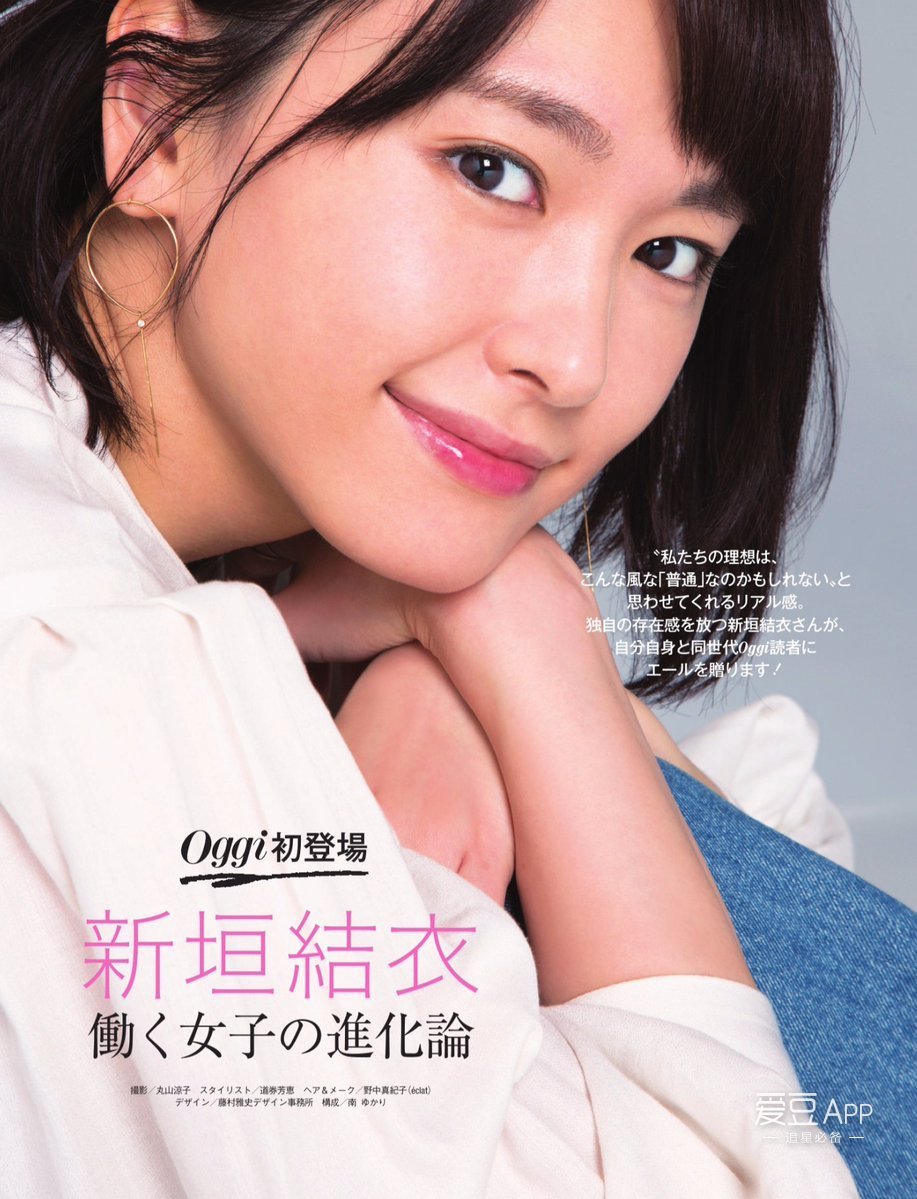 〝私たちの理想は、
こんな風な「普通」なのかもしれない〟と
思わせてくれるリアル感。
独自の存在感を放つ新垣結衣さんが、
自分自身と同世代Oggi読者に
エールを贈ります！
Oggi初登場
新垣結衣
働く女子の進化論
撮影／丸山涼子　スタイリスト／道券芳恵　ヘア＆メーク／野中真紀子（éclat）
デザイン／藤村雅史デザイン事務所　構成／南 ゆかり
爱豆APP
— 追星必备 —